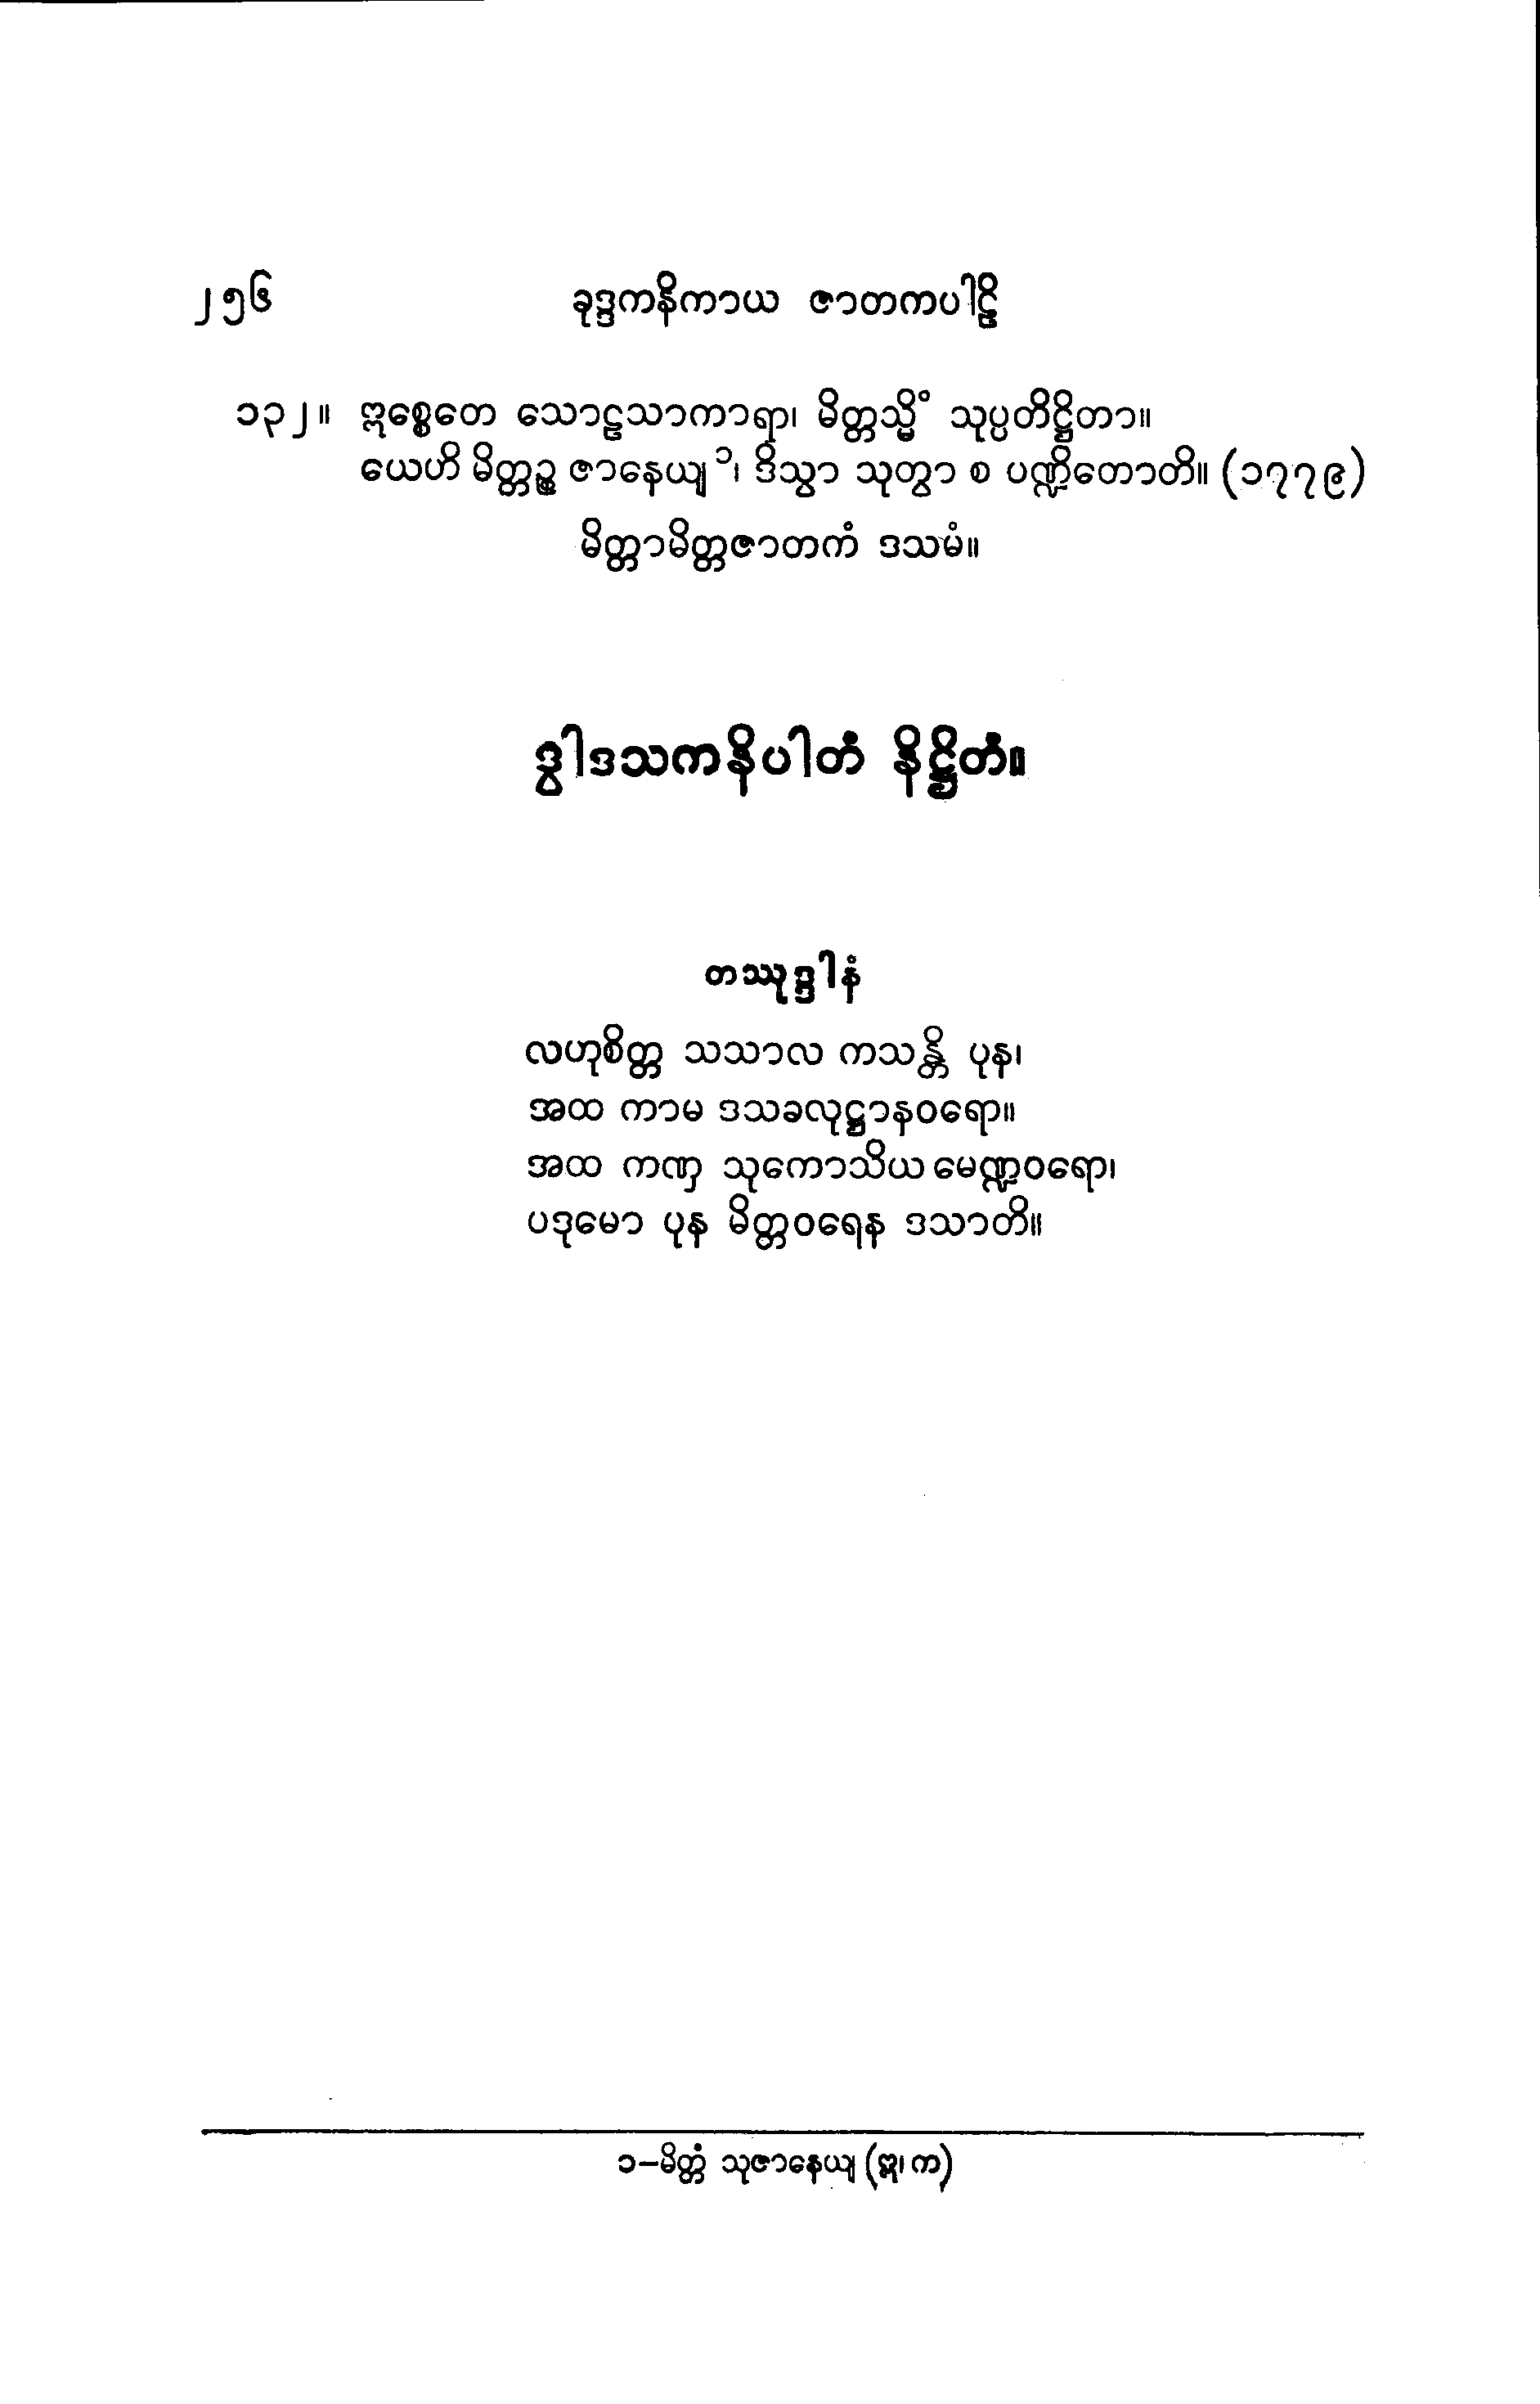 ၂၅၆ ခုဒ္ဒကနိကာယ ဇာတကပါဠိ
၁၃၂။ ဣစ္စေတေ သောဠသာကာရာ၊ မိတ္တသ္မိံ သုပ္ပတိဋ္ဌိတာ။
ယေဟိ မိတ္တဉ္စ ဇာနေယျ ၁၊ ဒိသွာ သုတွာ စ ပဏ္ဍိတောတိ။ (၁၇၇၉)
မိတ္တာမိတ္တဇာတကံ ဒသမံ။
ဒွါဒသကနိပါတံ နိဋ္ဌိတံ။
တဿုဒ္ဒါနံ
လဟုစိတ္တ သသာလ ကသန္တိ ပုန၊
အထ ကာမ ဒသခလုဋ္ဌာနဝရော။
အထ ကဏှ သုကောသိယ မေဏ္ဍဝရော၊
ပဒုမော ပုန မိတ္တဝရေန ဒသာတိ။
၁–မိတ္တံ သုဇာနေယျ (ဣ၊ က)